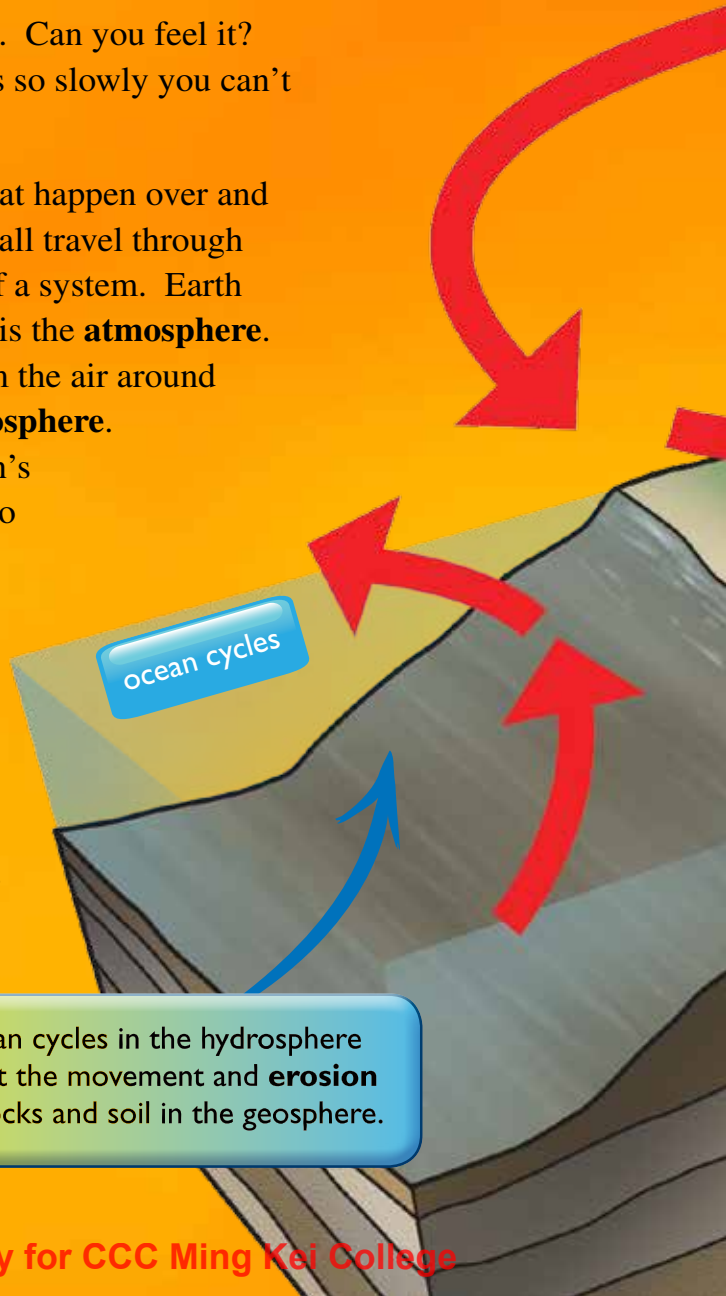 . Can you feel it?
s so slowly you can't
at happen over and
all travel through
f a system. Earth
is the atmosphere.
n the air around
osphere.
n's
o
ocean cycles
an cycles in the hydrosphere
t the movement and erosion
ocks and soil in the geosphere.
y for CCC Ming Kei College